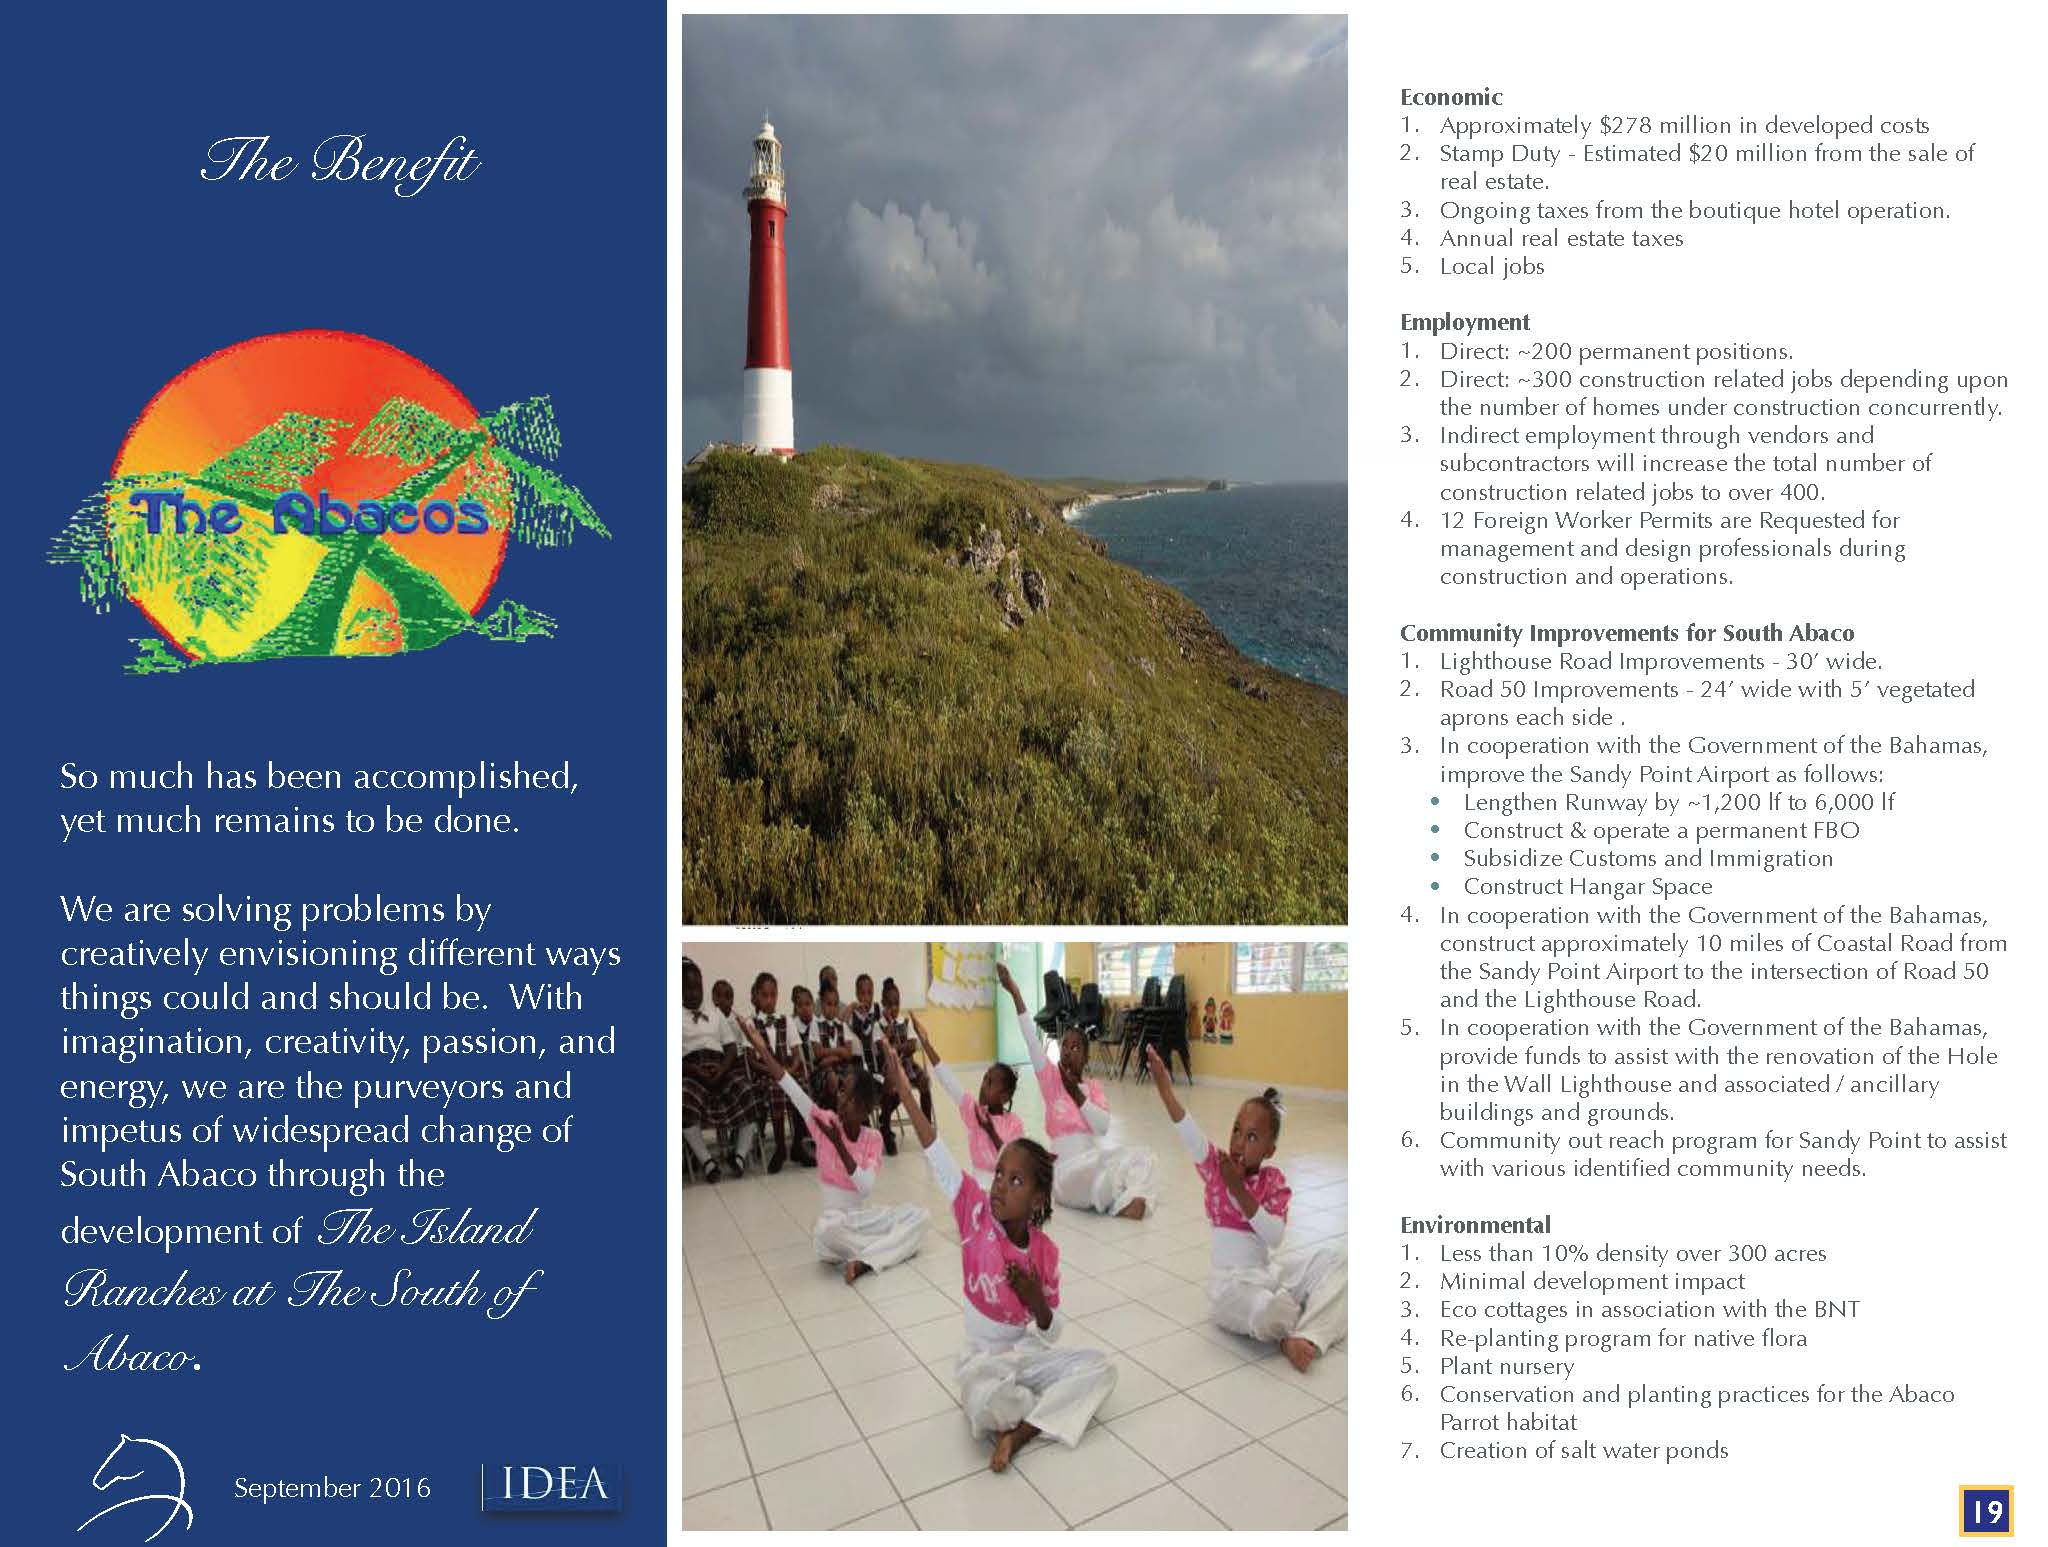 The Benefit
The Abacos
So much has been accomplished,
yet much remains to be done.
We are solving problems by
creatively envisioning different ways
things could and should be. With
imagination, creativity, passion, and
energy, we are the purveyors and
impetus of widespread change of
South Abaco through the
development of The Island
Ranches at The South of
Abaco.
September 2016
IDEA
Economic
1. Approximately $278 million in developed costs
2. Stamp Duty - Estimated $20 million from the sale of
real estate.
3. Ongoing taxes from the boutique hotel operation.
4. Annual real estate taxes
5. Local jobs
Employment
1. Direct: ~200 permanent positions.
2. Direct: ~300 construction related jobs depending upon
the number of homes under construction concurrently.
3. Indirect employment through vendors and
subcontractors will increase the total number of
construction related jobs to over 400.
4. 12 Foreign Worker Permits are Requested for
management and design professionals during
construction and operations.
Community Improvements for South Abaco
1. Lighthouse Road Improvements - 30’ wide.
2. Road 50 Improvements - 24’ wide with 5’ vegetated
aprons each side .
3. In cooperation with the Government of the Bahamas,
improve the Sandy Point Airport as follows:
• Lengthen Runway by ~1,200 lf to 6,000 lf
• Construct & operate a permanent FBO
• Subsidize Customs and Immigration
• Construct Hangar Space
4. In cooperation with the Government of the Bahamas,
construct approximately 10 miles of Coastal Road from
the Sandy Point Airport to the intersection of Road 50
and the Lighthouse Road.
5. In cooperation with the Government of the Bahamas,
provide funds to assist with the renovation of the Hole
in the Wall Lighthouse and associated / ancillary
buildings and grounds.
6. Community out reach program for Sandy Point to assist
with various identified community needs.
Environmental
1. Less than 10% density over 300 acres
2. Minimal development impact
3. Eco cottages in association with the BNT
4. Re-planting program for native flora
5. Plant nursery
6. Conservation and planting practices for the Abaco
Parrot habitat
7. Creation of salt water ponds
19